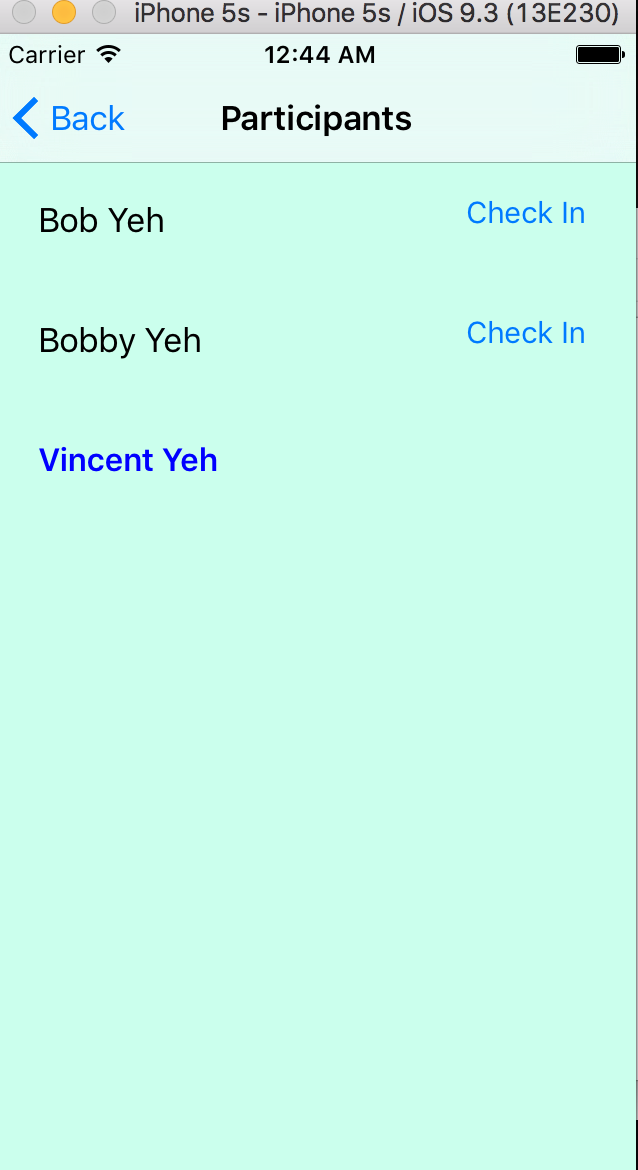 iPhone 5s - iPhone 5s / iOS 9.3 (13E230)
Carrier 12:44 AM
Back Participants
Bob Yeh Check In
Bobby Yeh Check In
Vincent Yeh